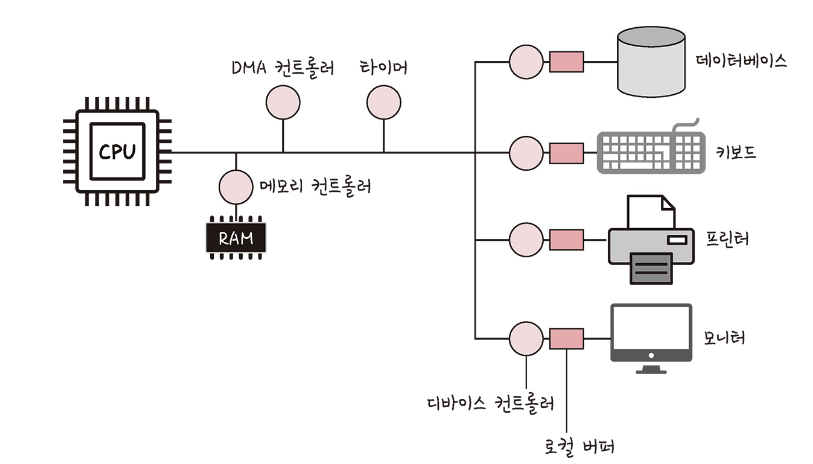 DMA 컨트롤러
타이머
데이터베이스
CPU
키보드
메모리 컨트롤러
RAM
프린터
모니터
디바이스 컨트롤러
로컬 버퍼